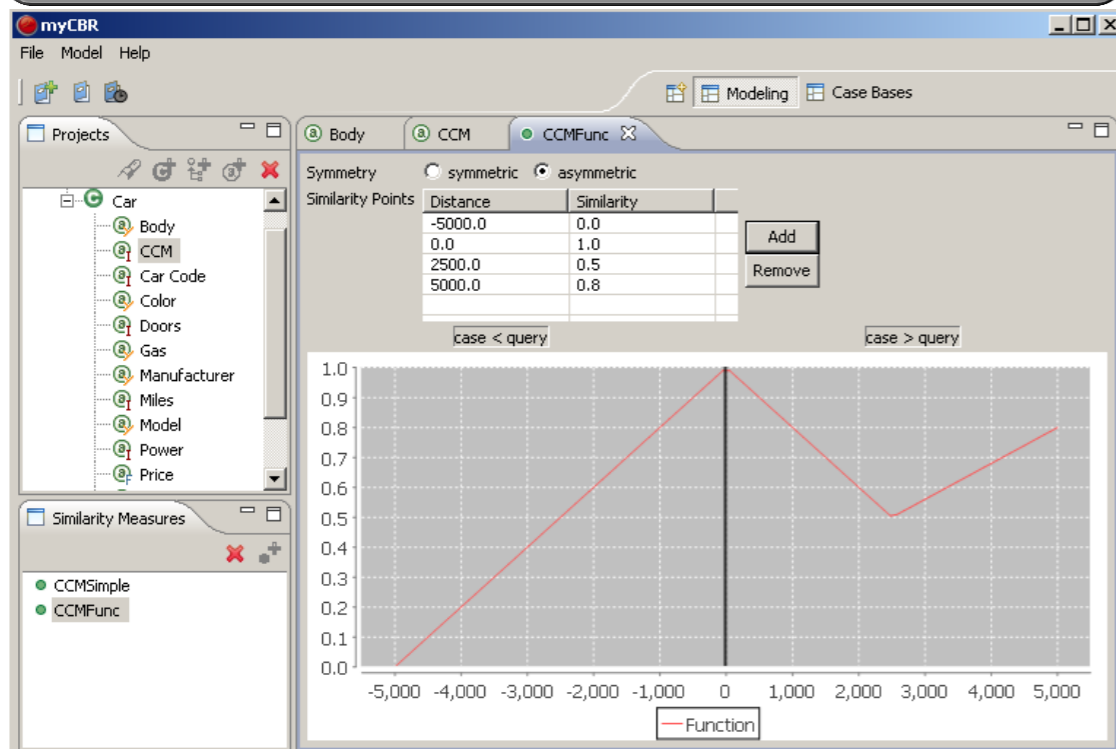 myCBR
File Model Help
Modeling
Case Bases
Projects
Car
Body
CCM
Car Code
Color
Doors
Gas
Manufacturer
Miles
Model
Power
Price
Similarity Measures
CCMSimple
CCMFunc
Body
CCM
CCMFunc
Symmetry symmetric asymmetric
Similarity Points
Distance Similarity
-5000.0 0.0
0.0 1.0
2500.0 0.5
5000.0 0.8
Add
Remove
case < query
case > query
1.0
0.9
0.8
0.7
0.6
0.5
0.4
0.3
0.2
0.1
0.0
-5,000 -4,000 -3,000 -2,000 -1,000 0 1,000 2,000 3,000 4,000 5,000
Function